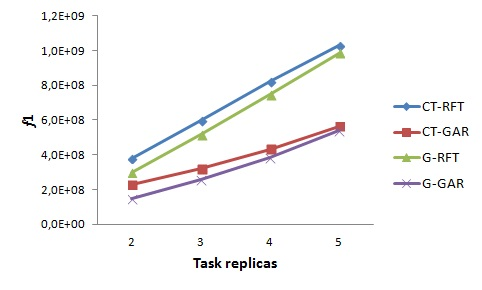 1,2E+09
1,0E+09
8,0E+08
6,0E+08
4,0E+08
2,0E+08
0,0E+00
f1
2 3 4 5
Task replicas
CT-RFT
CT-GAR
G-RFT
G-GAR